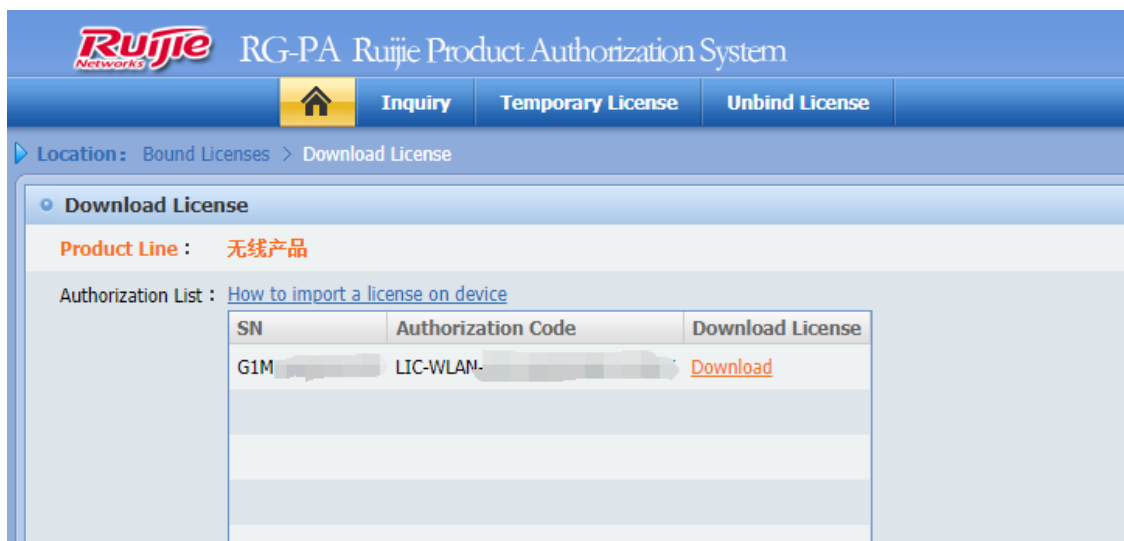 RUIJIE Networks RG-PA Ruijie Product Authorization System
Inquiry Temporary License Unbind License
Location: Bound Licenses > Download License
Download License
Product Line: 无线产品
Authorization List: How to import a license on device
SN Authorization Code Download License
G1M LIC-WLAN- Download